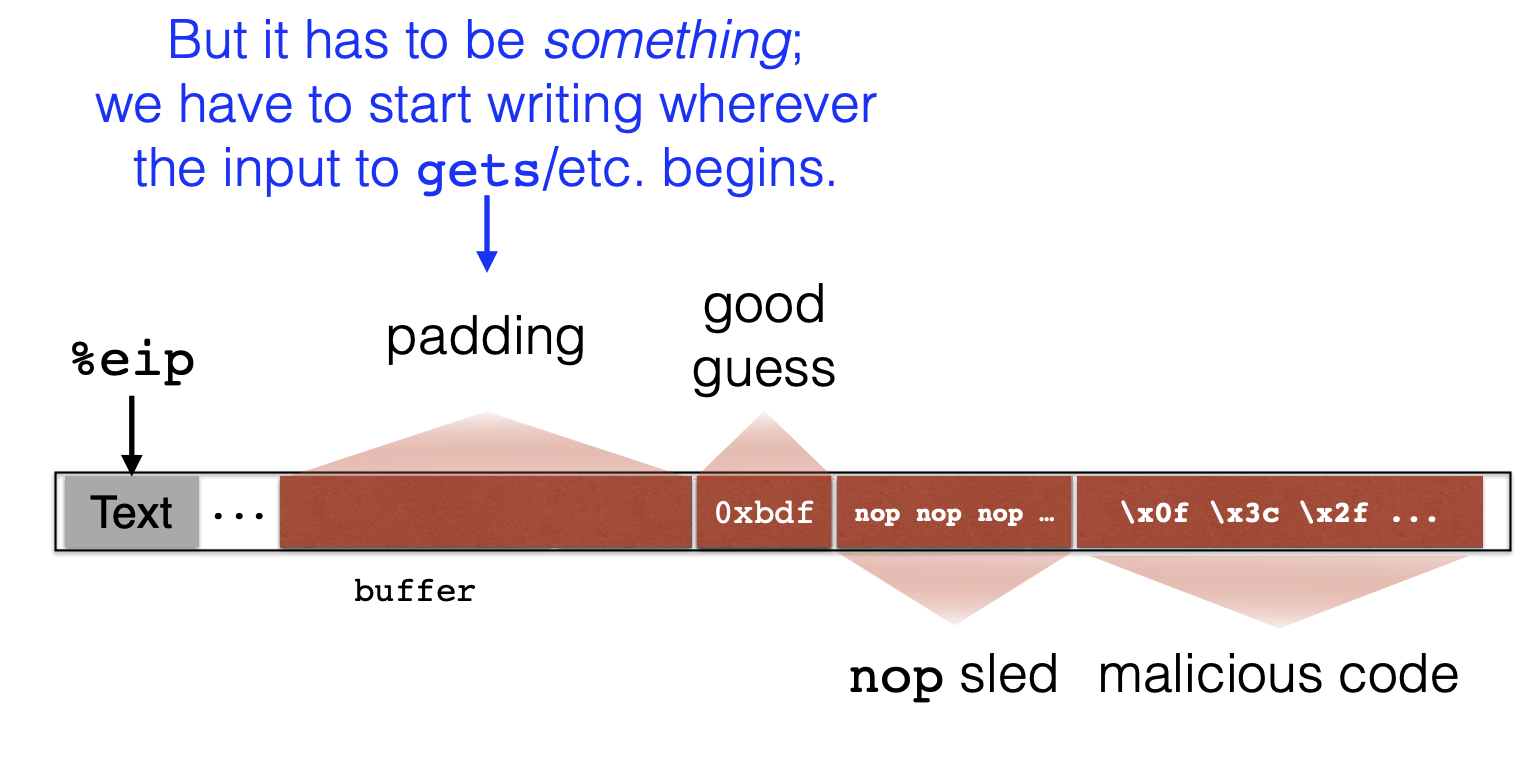 But it has to be something;
we have to start writing wherever
the input to gets/etc. begins.
padding
good
guess
%eip
Text ... 0xbdf nop nop nop … \x0f \x3c \x2f ...
buffer
nop sled malicious code